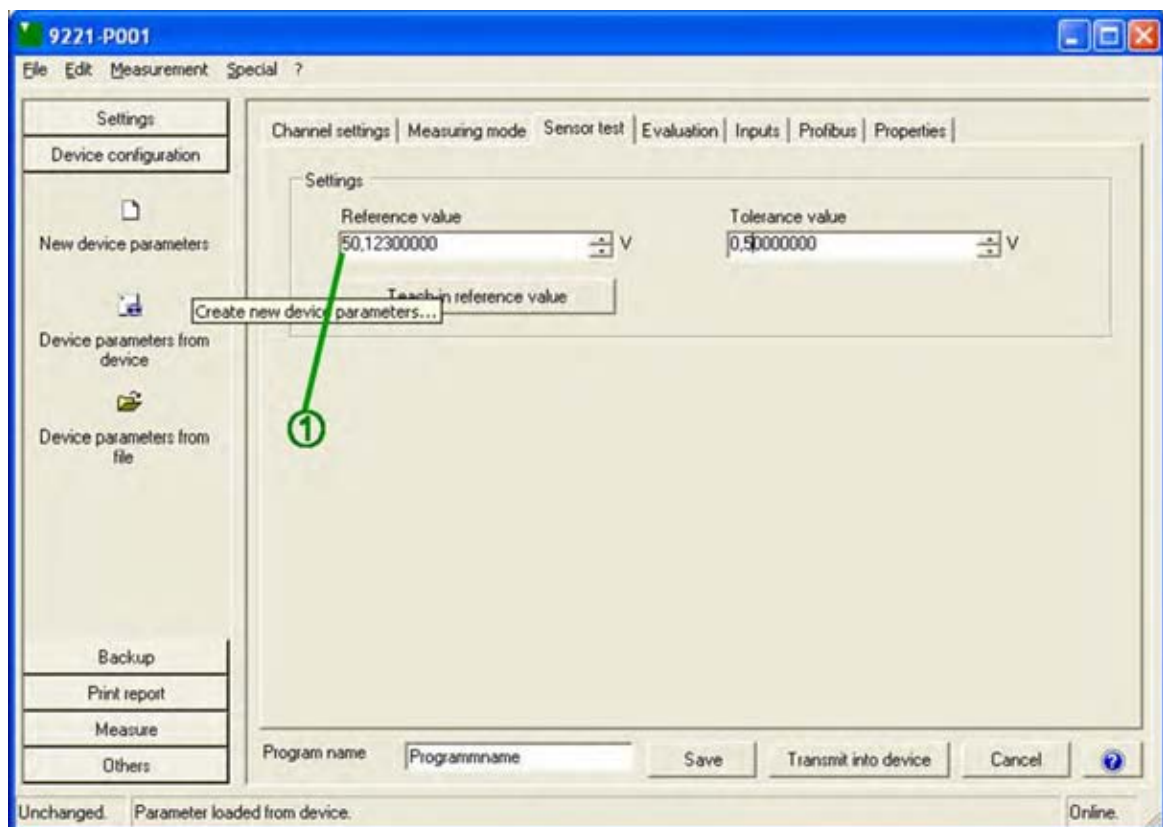 9221-P001
File Edit Measurement Special ?
Settings
Device configuration
New device parameters
Device parameters from
device
Device parameters from
file
Backup
Print report
Measure
Others
Channel settings Measuring mode Sensor test Evaluation Inputs Profibus Properties
Settings
Reference value Tolerance value
50,12300000 V 0,50000000 V
Teach-in reference value
Create new device parameters...
1
Program name Programmname Save Transmit into device Cancel ?
Unchanged. Parameter loaded from device. Online.